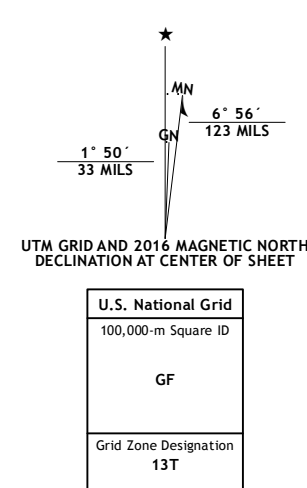 ★
MN
6° 56´
123 MILS
GN
1° 50´
33 MILS
UTM GRID AND 2016 MAGNETIC NORTH
DECLINATION AT CENTER OF SHEET
U.S. National Grid
100,000-m Square ID
GF
Grid Zone Designation
13T